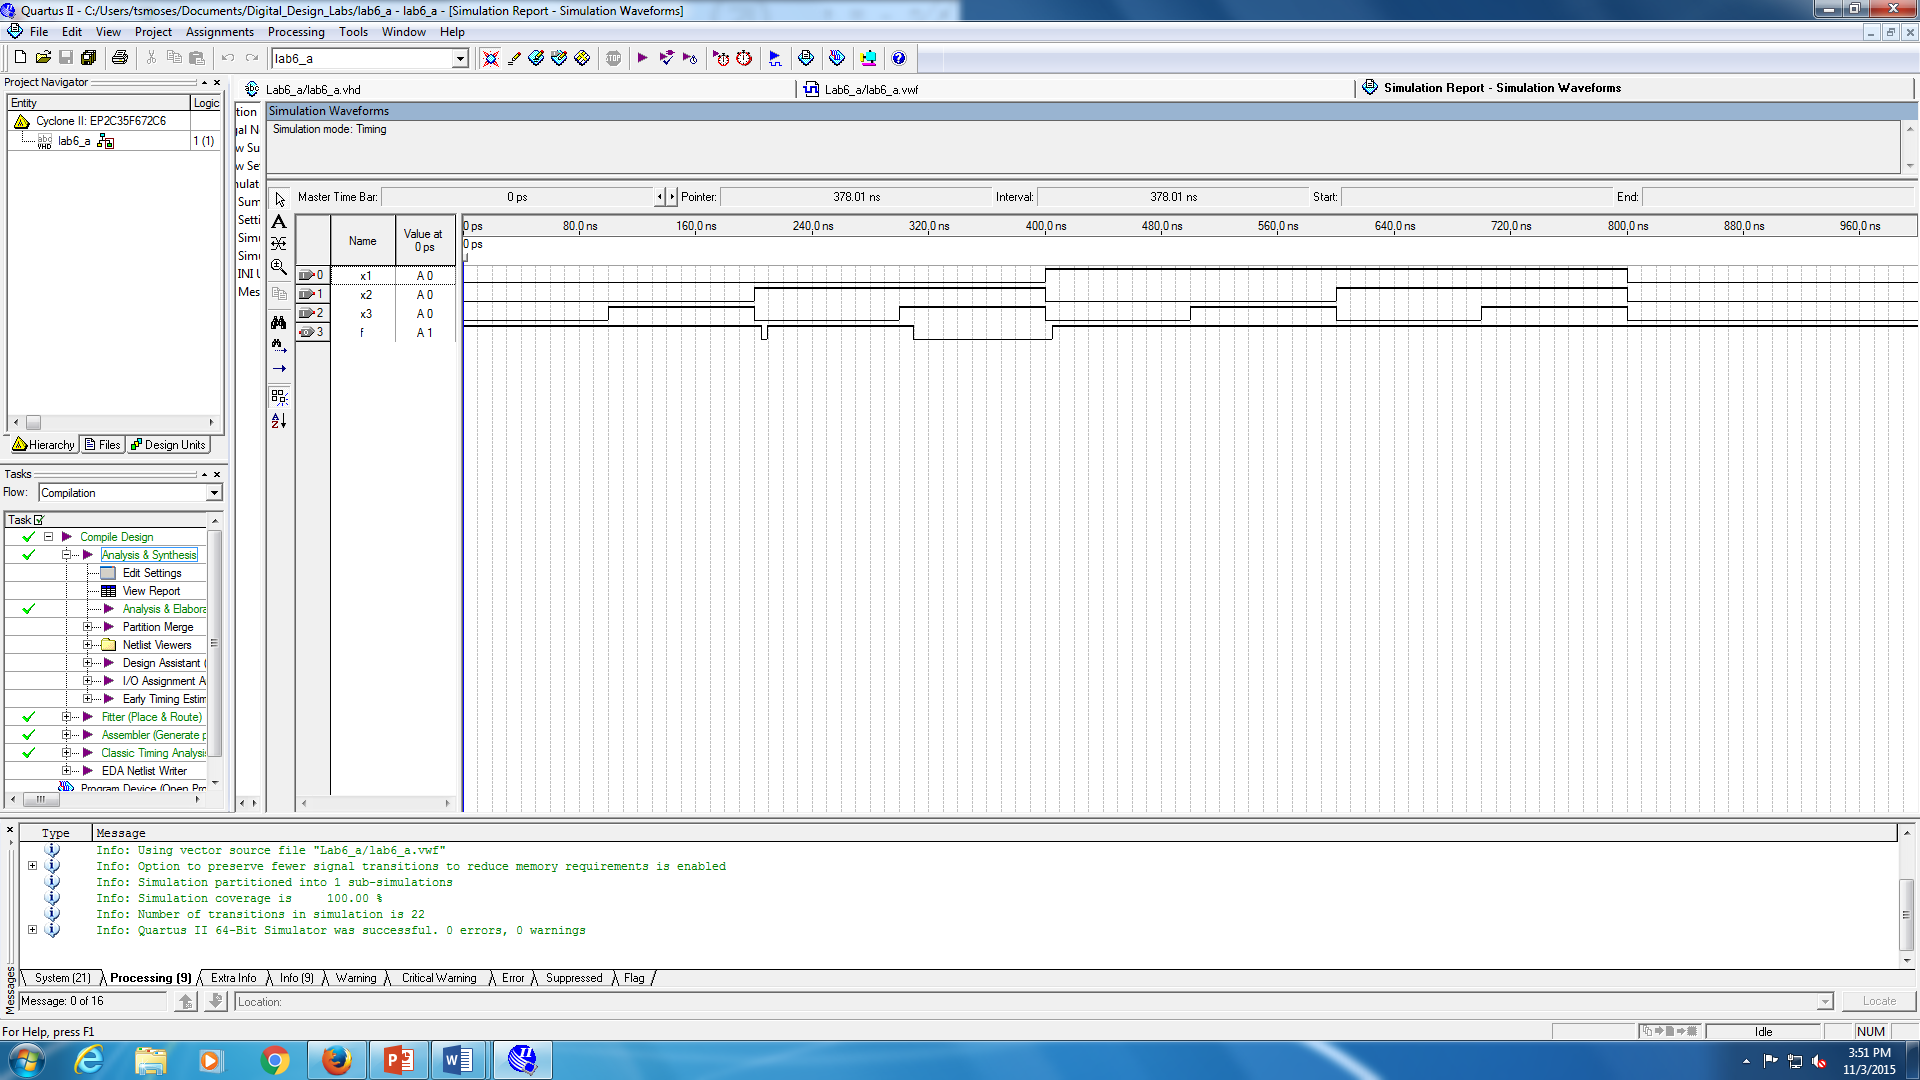 Quartus II - C:/Users/tsmoses/Documents/Digital_Design_Labs/lab6_a - lab6_a - [Simulation Report - Simulation Waveforms]
File Edit View Project Assignments Processing Tools Window Help
lab6_a
Project Navigator
Entity Logic
Cyclone II: EP2C35F672C6
lab6_a 1 (1)
Hierarchy Files Design Units
Tasks
Flow: Compilation
Task
Compile Design
Analysis & Synthesis
Edit Settings
View Report
Analysis & Elabora
Partition Merge
Netlist Viewers
Design Assistant (
I/O Assignment A
Early Timing Estim
Fitter (Place & Route)
Assembler (Generate p
Classic Timing Analysi
EDA Netlist Writer
Program Device (Open Pro
Lab6_a/lab6_a.vhd Lab6_a/lab6_a.vwf Simulation Report - Simulation Waveforms
tion
gal N
w Su
w Se
nulat
Sum
Setti
Simu
Simu
INI U
Mes
Simulation Waveforms
Simulation mode: Timing
Master Time Bar: 0 ps Pointer: 378.01 ns Interval: 378.01 ns Start: End:
Name Value at 0 ps
0 ps 80.0 ns 160.0 ns 240.0 ns 320.0 ns 400.0 ns 480.0 ns 560.0 ns 640.0 ns 720.0 ns 800.0 ns 880.0 ns 960.0 ns
0 ps
0 x1 A 0
1 x2 A 0
2 x3 A 0
3 f A 1
Type Message
Info: Using vector source file "Lab6_a/lab6_a.vwf"
Info: Option to preserve fewer signal transitions to reduce memory requirements is enabled
Info: Simulation partitioned into 1 sub-simulations
Info: Simulation coverage is 100.00 %
Info: Number of transitions in simulation is 22
Info: Quartus II 64-Bit Simulator was successful. 0 errors, 0 warnings
System (21) Processing (9) Extra Info Info (9) Warning Critical Warning Error Suppressed Flag
Messages
Message: 0 of 16 Location: Locate
For Help, press F1 Idle NUM
3:51 PM
11/3/2015